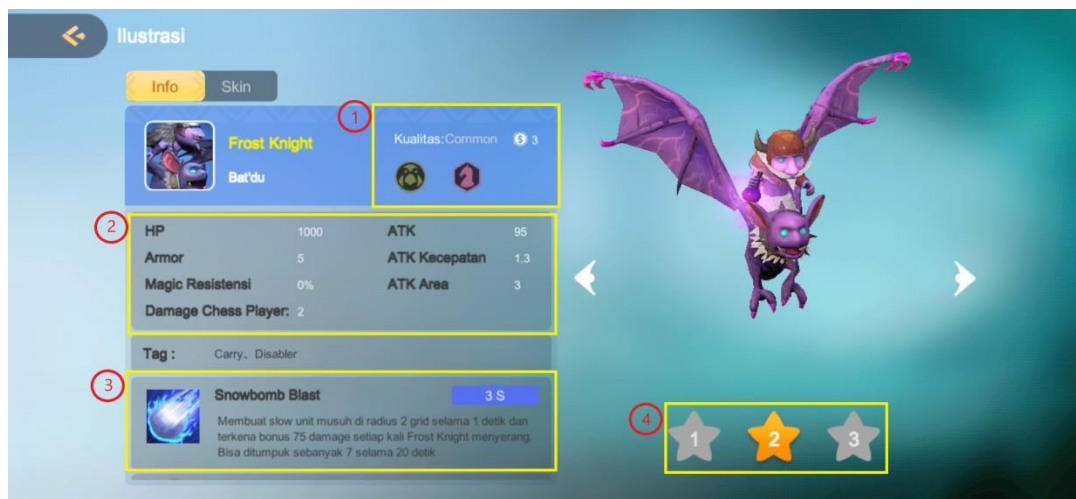 Ilustrasi
Info Skin
1
Frost Knight
Bat'du
Kualitas:Common $ 3
2
HP 1000 ATK 95
Armor 5 ATK Kecepatan 1.3
Magic Resistensi 0% ATK Area 3
Damage Chess Player: 2
Tag : Carry、Disabler
3
Snowbomb Blast 3 S
Membuat slow unit musuh di radius 2 grid selama 1 detik dan
terkena bonus 75 damage setiap kali Frost Knight menyerang.
Bisa ditumpuk sebanyak 7 selama 20 detik
4
1 2 3